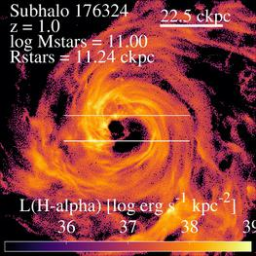 Subhalo 176324
22.5 ckpc
z = 1.0
log Mstars = 11.00
Rstars = 11.24 ckpc
L(H-alpha) [log erg s⁻¹ kpc⁻²]
36 37 38 39